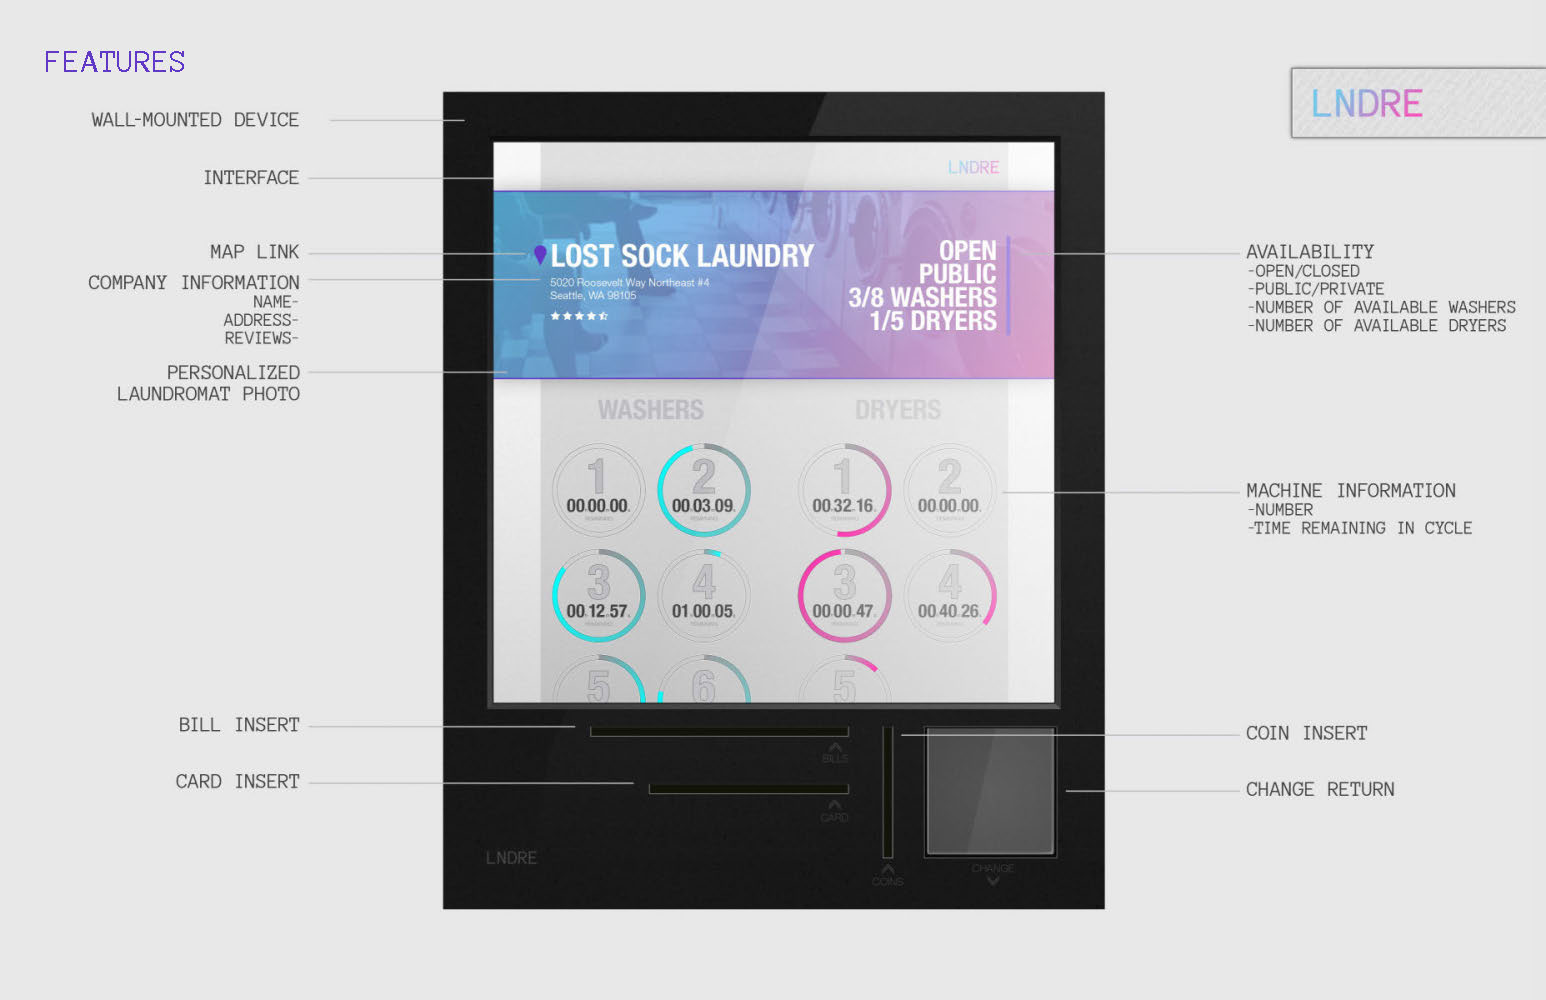 FEATURES
LNDRE
WALL-MOUNTED DEVICE
INTERFACE
MAP LINK
COMPANY INFORMATION
NAME-
ADDRESS-
REVIEWS-
PERSONALIZED
LAUNDROMAT PHOTO
BILL INSERT
CARD INSERT
LNDRE
LOST SOCK LAUNDRY
5020 Roosevelt Way Northeast #4
Seattle, WA 98105
OPEN
PUBLIC
3/8 WASHERS
1/5 DRYERS
WASHERS
DRYERS
1
00.00.00.
REMAINING
2
00.03.09.
REMAINING
1
00.32.16.
REMAINING
2
00.00.00.
REMAINING
3
00.12.57.
REMAINING
4
01.00.05.
REMAINING
3
00.00.47.
REMAINING
4
00.40.26.
REMAINING
5
6
5
BILLS
CARD
COINS
CHANGE
LNDRE
AVAILABILITY
-OPEN/CLOSED
-PUBLIC/PRIVATE
-NUMBER OF AVAILABLE WASHERS
-NUMBER OF AVAILABLE DRYERS
MACHINE INFORMATION
-NUMBER
-TIME REMAINING IN CYCLE
COIN INSERT
CHANGE RETURN